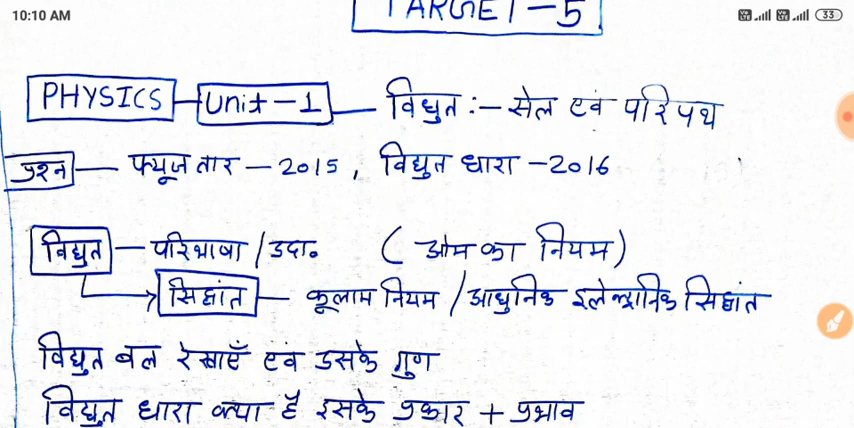 10:10 AM 33
TARGET-5
PHYSICS Unit-1 - विद्युत :- सेल एवं परिपथ
प्रश्न - फ्यूज तार - 2015, विद्युत धारा - 2016
विद्युत - परिभाषा / उदा० (ओम का नियम)
सिद्धांत - कूलाम नियम / आधुनिक इलेक्ट्रानिक सिद्धांत
विद्युत बल रेखाएँ एवं उसके गुण
विद्युत धारा क्या है इसके प्रकार + प्रभाव